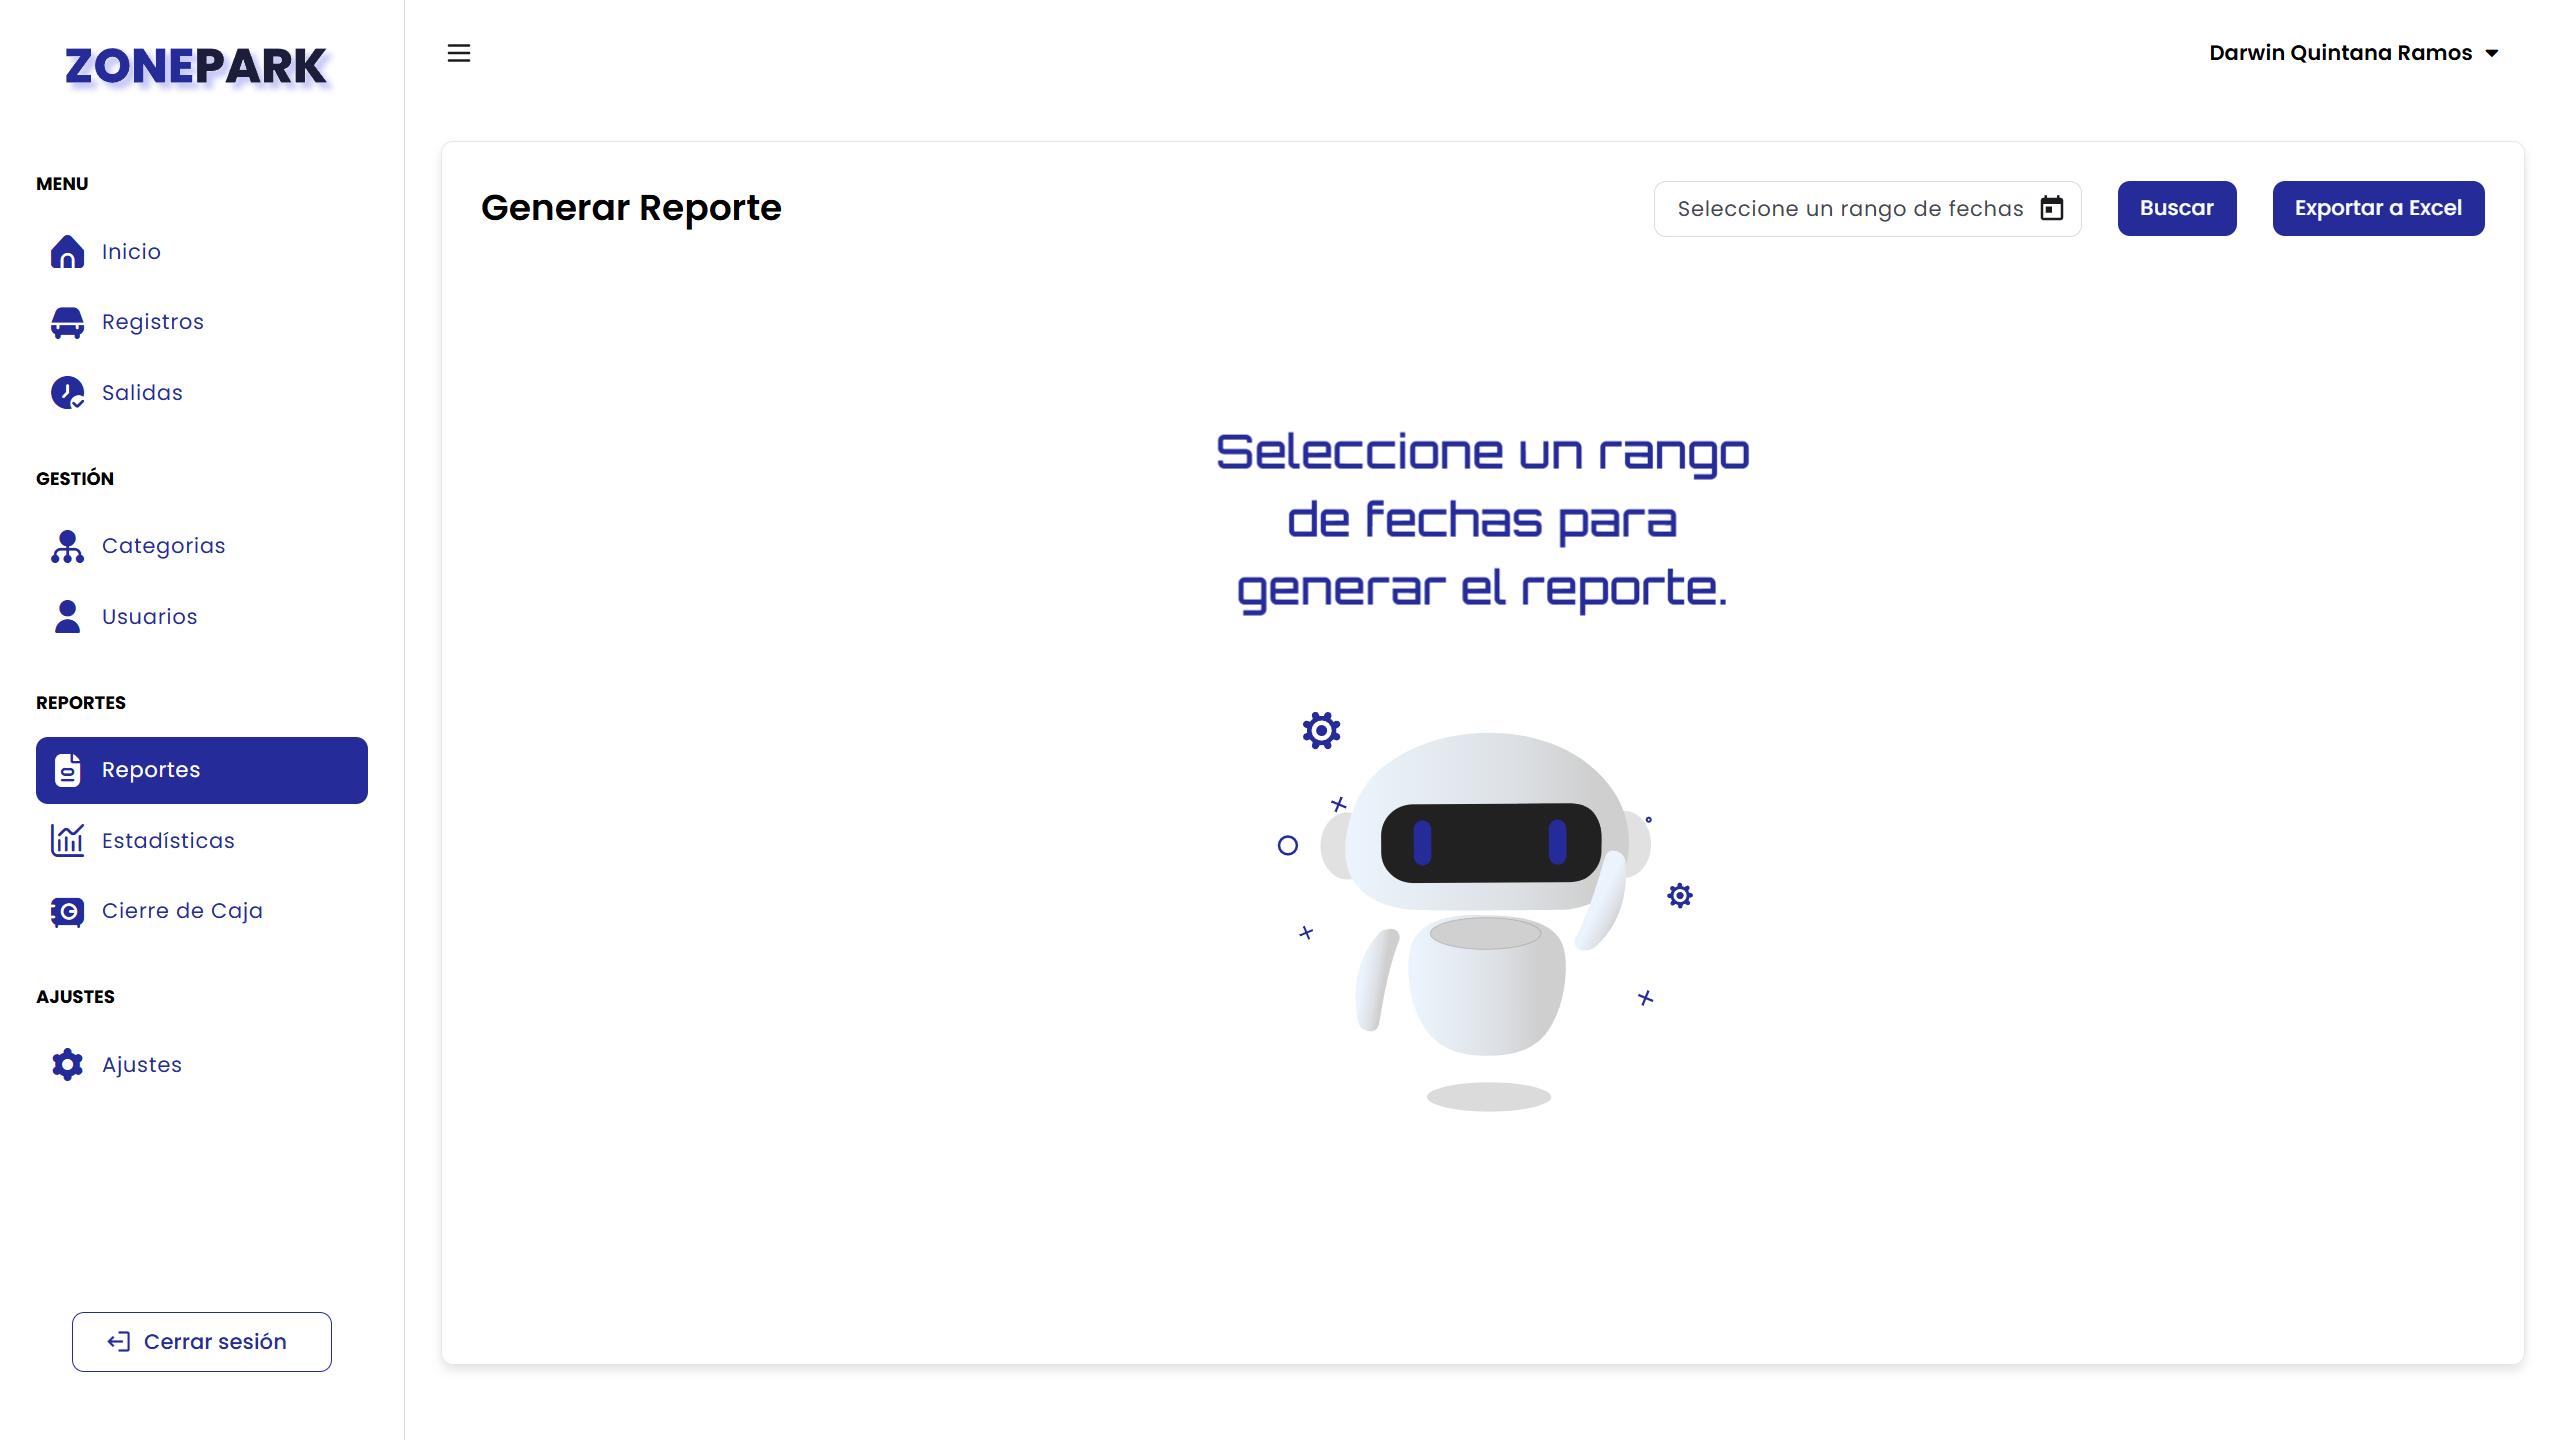 ZONEPARK
Darwin Quintana Ramos
MENU
Inicio
Registros
Salidas
GESTIÓN
Categorias
Usuarios
REPORTES
Reportes
Estadísticas
Cierre de Caja
AJUSTES
Ajustes
Cerrar sesión
Generar Reporte
Seleccione un rango de fechas
Buscar
Exportar a Excel
Seleccione un rango
de fechas para
generar el reporte.